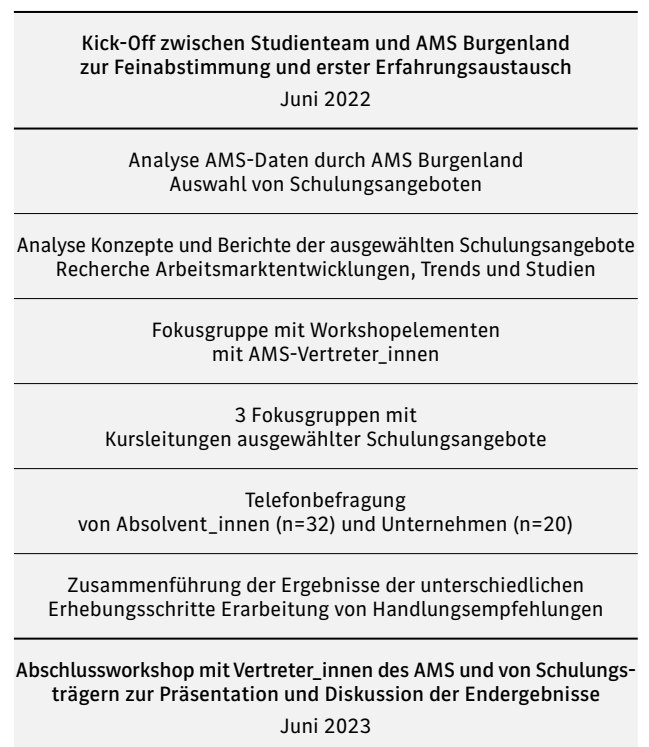 Kick-Off zwischen Studienteam und AMS Burgenland
zur Feinabstimmung und erster Erfahrungsaustausch
Juni 2022
Analyse AMS-Daten durch AMS Burgenland
Auswahl von Schulungsangeboten
Analyse Konzepte und Berichte der ausgewählten Schulungsangebote
Recherche Arbeitsmarktentwicklungen, Trends und Studien
Fokusgruppe mit Workshopelementen
mit AMS-Vertreter_innen
3 Fokusgruppen mit
Kursleitungen ausgewählter Schulungsangebote
Telefonbefragung
von Absolvent_innen (n=32) und Unternehmen (n=20)
Zusammenführung der Ergebnisse der unterschiedlichen
Erhebungsschritte Erarbeitung von Handlungsempfehlungen
Abschlussworkshop mit Vertreter_innen des AMS und von Schulungs-
trägern zur Präsentation und Diskussion der Endergebnisse
Juni 2023